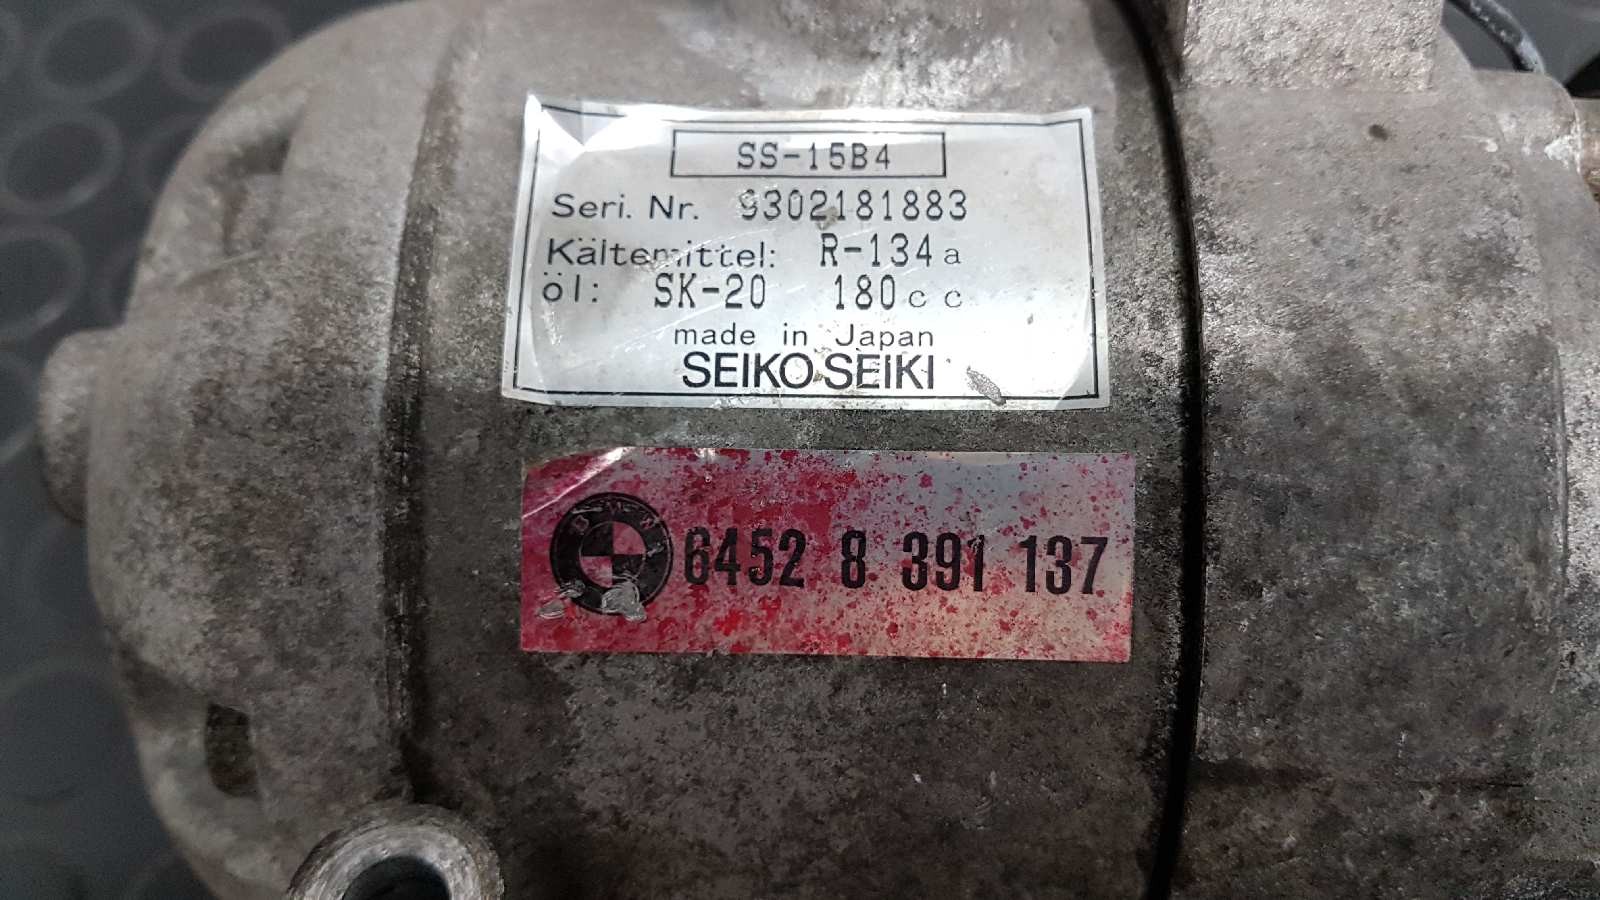 SS-15B4
Seri. Nr. 9302181883
Kältemittel: R-134a
öl: SK-20 180cc
made in Japan
SEIKO SEIKI
BMW
6452 8 391 137